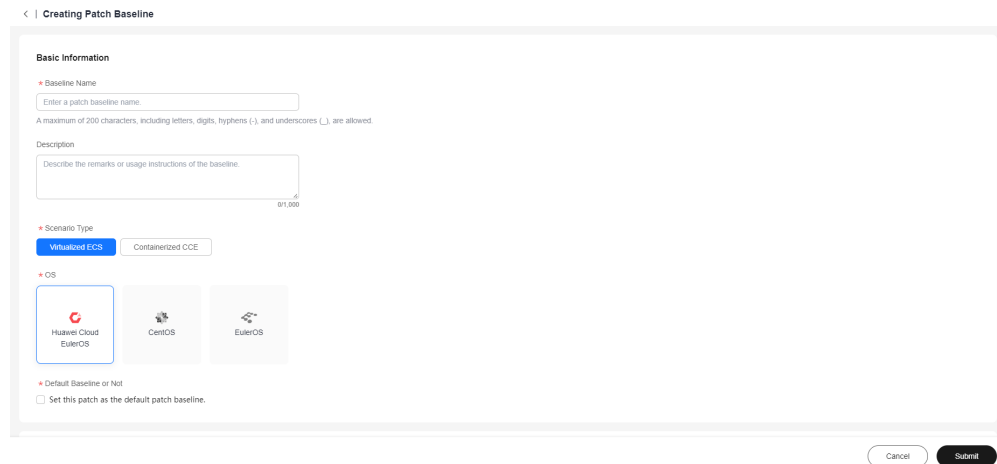 < | Creating Patch Baseline
Basic Information
* Baseline Name
Enter a patch baseline name.
A maximum of 200 characters, including letters, digits, hyphens (-), and underscores (_), are allowed.
Description
Describe the remarks or usage instructions of the baseline.
0/1,000
* Scenario Type
Virtualized ECS Containerized CCE
* OS
Huawei Cloud EulerOS
CentOS
EulerOS
* Default Baseline or Not
Set this patch as the default patch baseline.
Cancel Submit